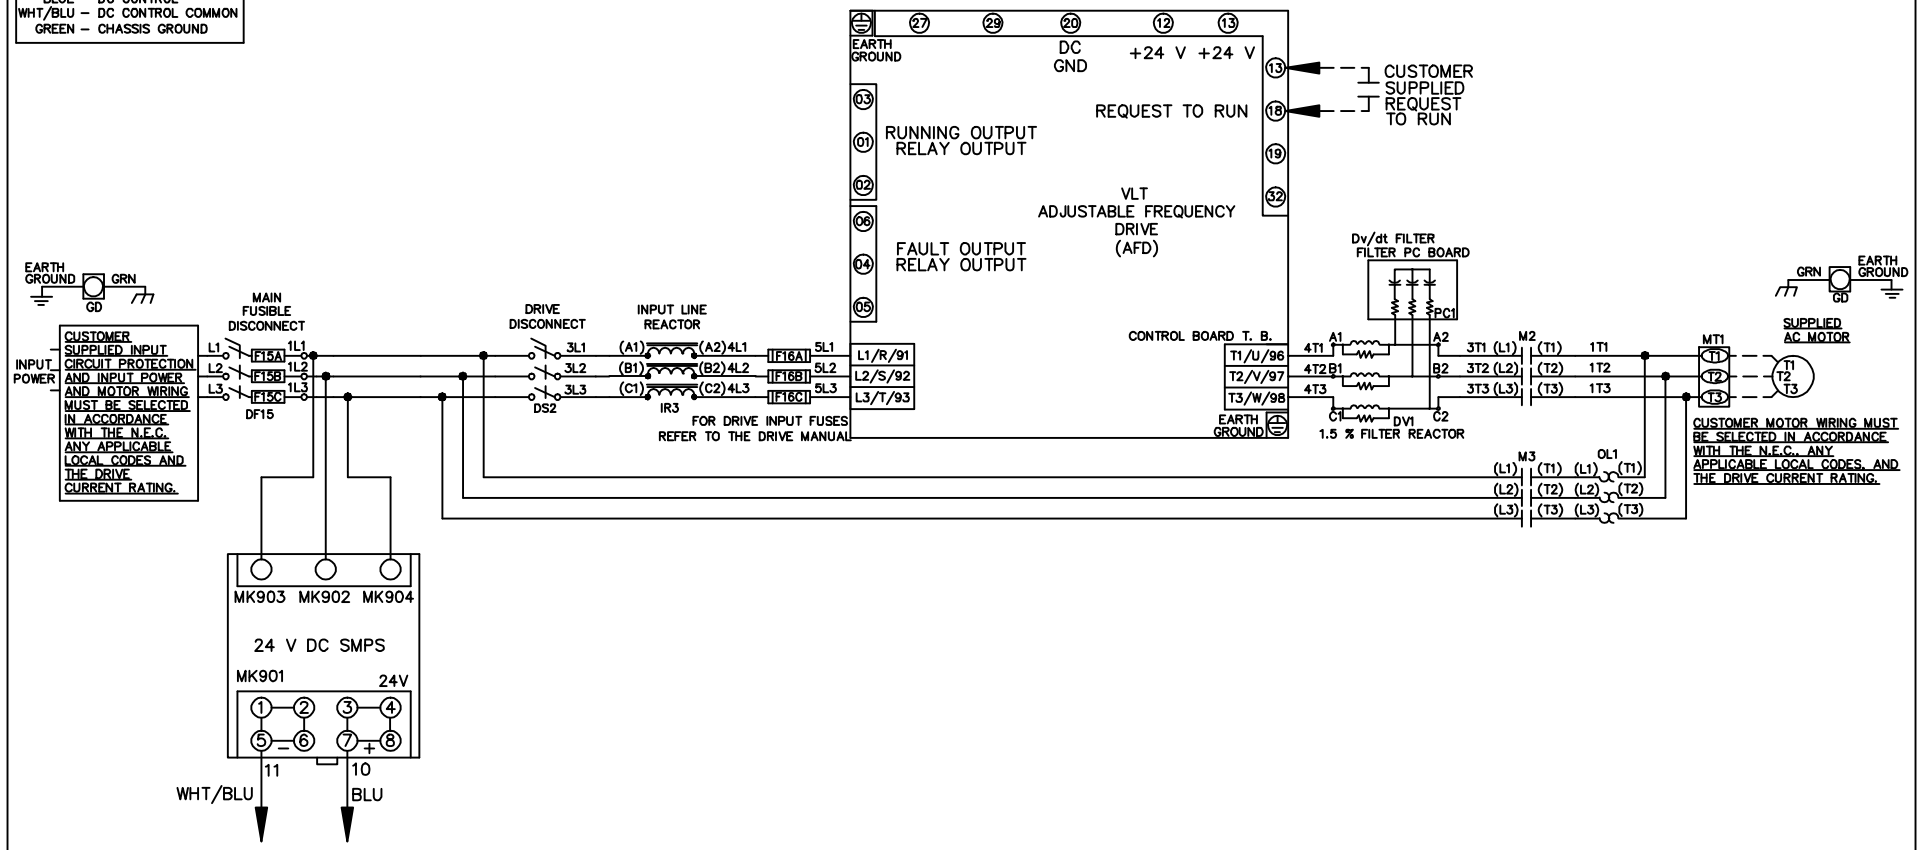 WHT/BLU – DC CONTROL COMMON
GREEN – CHASSIS GROUND
EARTH
GROUND
27
29
20
12
13
DC
GND
+24 V
+24 V
13
18
19
32
REQUEST TO RUN
CUSTOMER
SUPPLIED
REQUEST
TO RUN
03
01
02
RUNNING OUTPUT
RELAY OUTPUT
06
04
05
FAULT OUTPUT
RELAY OUTPUT
VLT
ADJUSTABLE FREQUENCY
DRIVE
(AFD)
EARTH
GROUND
GRN
GD
INPUT
POWER
CUSTOMER
SUPPLIED INPUT
CIRCUIT PROTECTION
AND INPUT POWER
AND MOTOR WIRING
MUST BE SELECTED
IN ACCORDANCE
WITH THE N.E.C.
ANY APPLICABLE
LOCAL CODES AND
THE DRIVE
CURRENT RATING.
MAIN
FUSIBLE
DISCONNECT
L1 F15A 1L1
L2 F15B 1L2
L3 F15C 1L3
DF15
DRIVE
DISCONNECT
3L1
3L2
3L3
DS2
INPUT LINE
REACTOR
(A1) (A2) 4L1
(B1) (B2) 4L2
(C1) (C2) 4L3
IR3
F16A 5L1
F16B 5L2
F16C 5L3
FOR DRIVE INPUT FUSES
REFER TO THE DRIVE MANUAL
L1/R/91
L2/S/92
L3/T/93
CONTROL BOARD T. B.
T1/U/96
T2/V/97
T3/W/98
EARTH
GROUND
Dv/dt FILTER
FILTER PC BOARD
PC1
4T1 A1 A2
4T2 B1 B2
4T3 C1 C2
DV1
1.5 % FILTER REACTOR
M2
3T1 (L1) (T1) 1T1
3T2 (L2) (T2) 1T2
3T3 (L3) (T3) 1T3
GRN
EARTH
GROUND
GD
SUPPLIED
AC MOTOR
MT1
T1
T2
T3
T1
T2
T3
CUSTOMER MOTOR WIRING MUST
BE SELECTED IN ACCORDANCE
WITH THE N.E.C., ANY
APPLICABLE LOCAL CODES, AND
THE DRIVE CURRENT RATING.
M3 OL1
(L1) (T1) (L1) (T1)
(L2) (T2) (L2) (T2)
(L3) (T3) (L3) (T3)
MK903 MK902 MK904
24 V DC SMPS
MK901
24V
1 2 3 4
5 – 6 7 + 8
11
10
WHT/BLU
BLU